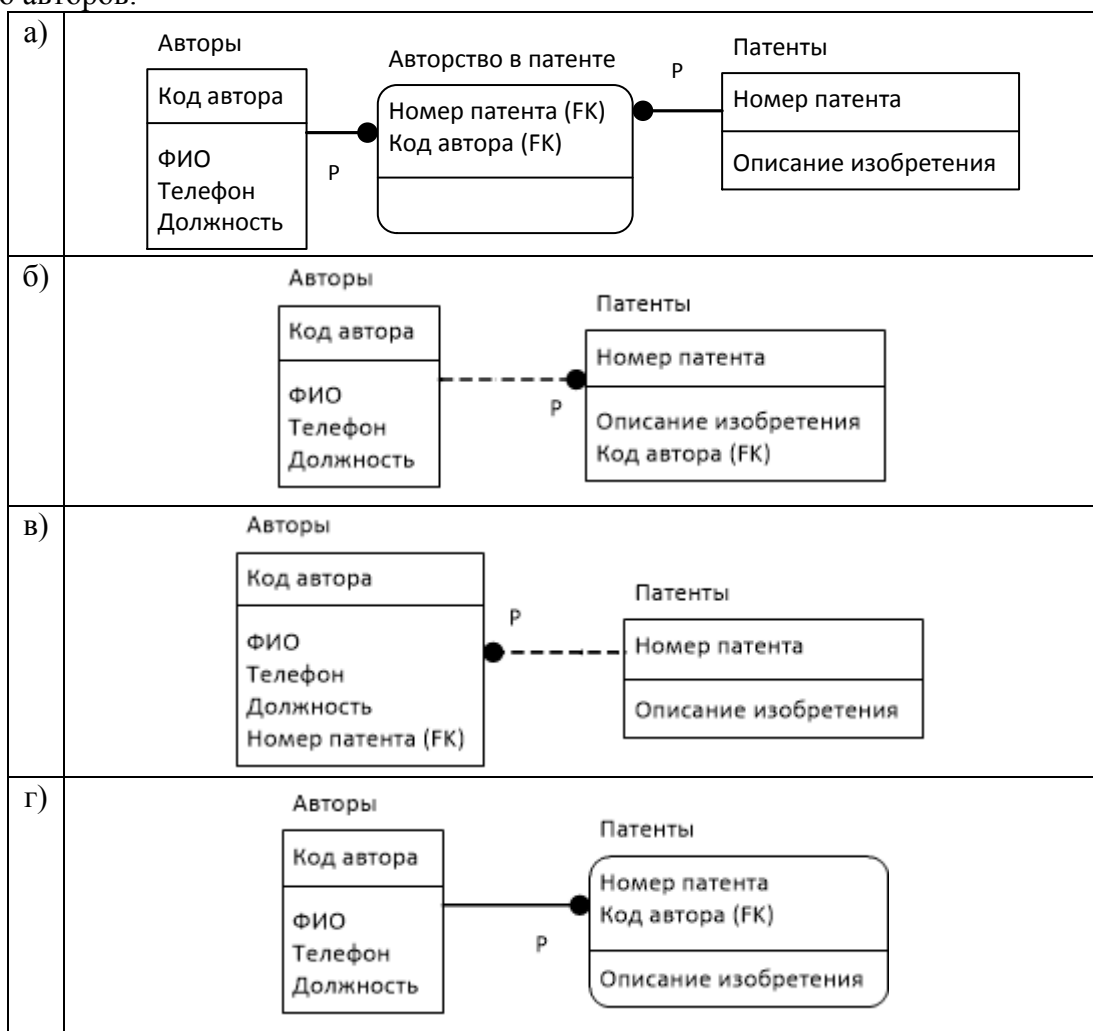 о авторов.
а)
Авторы
Код автора
ФИО
Телефон
Должность
Р
Авторство в патенте
Номер патента (FK)
Код автора (FK)
Р
Патенты
Номер патента
Описание изобретения
б)
Авторы
Код автора
ФИО
Телефон
Должность
Р
Патенты
Номер патента
Описание изобретения
Код автора (FK)
в)
Авторы
Код автора
ФИО
Телефон
Должность
Номер патента (FK)
Р
Патенты
Номер патента
Описание изобретения
г)
Авторы
Код автора
ФИО
Телефон
Должность
Р
Патенты
Номер патента
Код автора (FK)
Описание изобретения